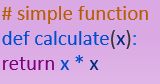 # simple function
def calculate(x):
return x * x